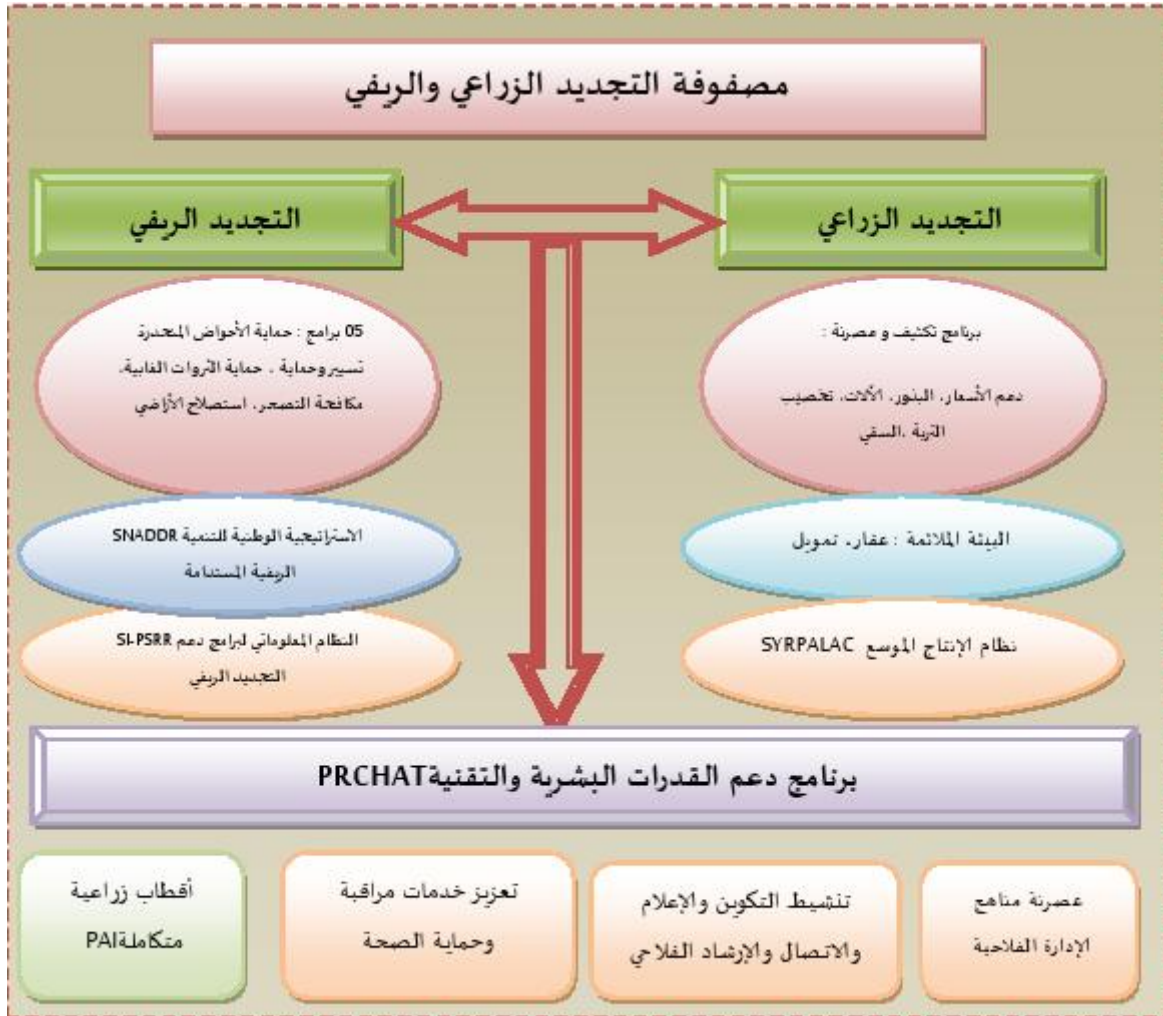 مصفوفة التجديد الزراعي والريفي
التجديد الزراعي
التجديد الريفي
برنامج تكثيف و عصرنة :
دعم الأسعار، البذور، الألات، تخصيب
التربة ،السقي
05 برامج : حماية الأحواض المنحدرة
تسيير وحماية ، حماية الثروات الغابية،
مكافحة التصحر، استصلاح الأراضي
البيئة الملائمة : عقار، تمويل
الاستراتيجية الوطنية للتنمية SNADDR
الريفية المستدامة
نظام الإنتاج الموسع SYRPALAC
النظام المعلوماتي لبرامج دعم SI-PSRR
التجديد الريفي
برنامج دعم القدرات البشرية والتقنيةPRCHAT
عصرنة مناهج
الإدارة الفلاحية
تنشيط التكوين والإعلام
والاتصال والإرشاد الفلاحي
تعزيز خدمات مراقبة
وحماية الصحة
أقطاب زراعية
متكاملةPAI